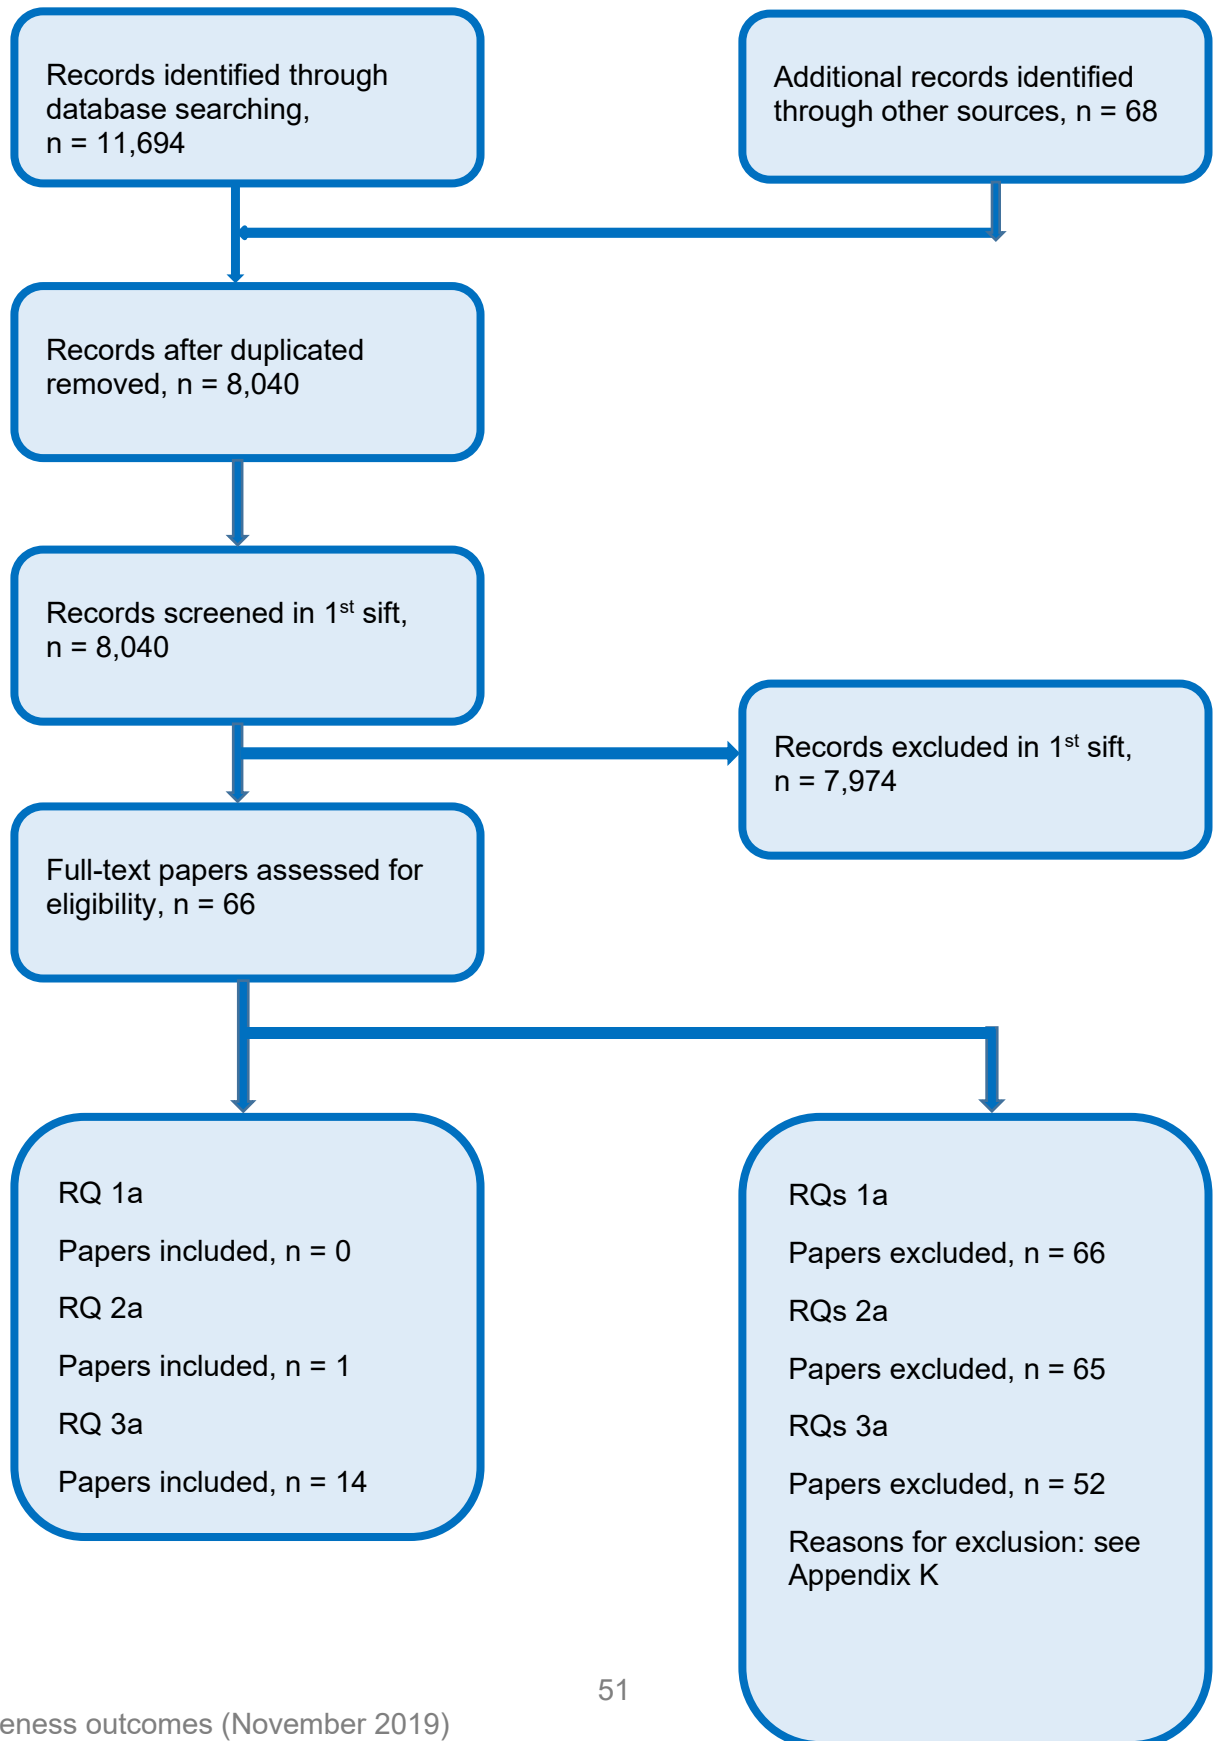 Records identified through
database searching,
n = 11,694
Additional records identified
through other sources, n = 68
Records after duplicated
removed, n = 8,040
Records screened in 1st sift,
n = 8,040
Records excluded in 1st sift,
n = 7,974
Full-text papers assessed for
eligibility, n = 66
RQ 1a
Papers included, n = 0
RQ 2a
Papers included, n = 1
RQ 3a
Papers included, n = 14
RQs 1a
Papers excluded, n = 66
RQs 2a
Papers excluded, n = 65
RQs 3a
Papers excluded, n = 52
Reasons for exclusion: see
Appendix K
51
eness outcomes (November 2019)